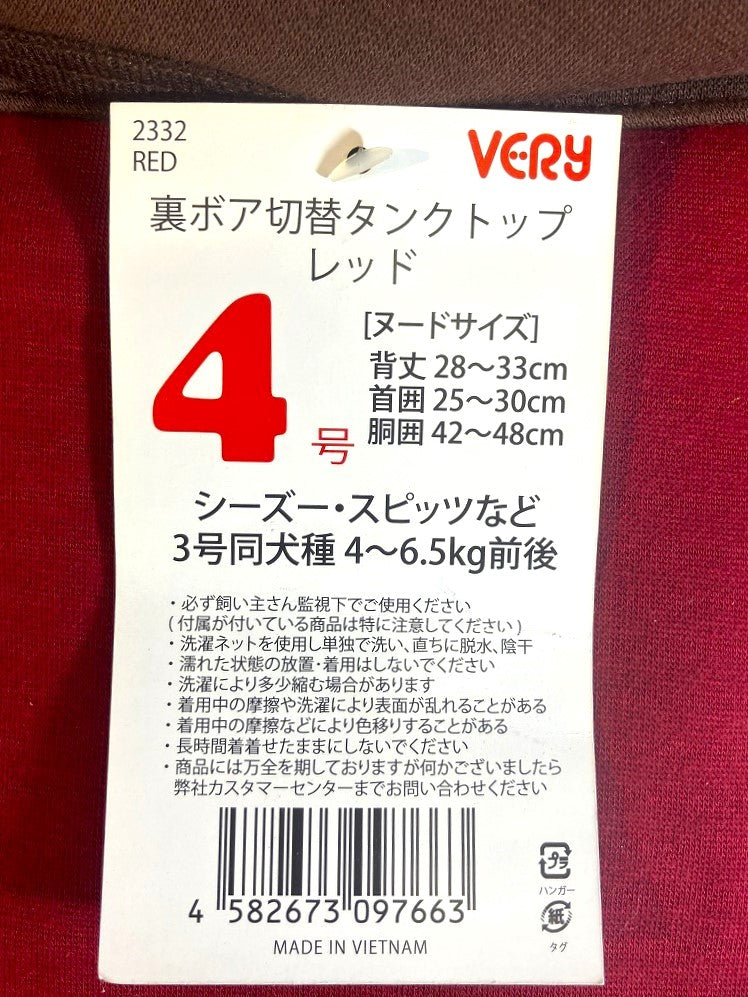 2332
RED
VERY
裏ボア切替タンクトップ
レッド
4号
[ヌードサイズ]
背丈 28〜33cm
首囲 25〜30cm
胴囲 42〜48cm
シーズー・スピッツなど
3号同犬種 4〜6.5kg前後
・必ず飼い主さん監視下でご使用ください
( 付属が付いている商品は特に注意してください )
・洗濯ネットを使用し単独で洗い、直ちに脱水、陰干
・濡れた状態の放置・着用はしないでください
・洗濯により多少縮む場合があります
・着用中の摩擦や洗濯により表面が乱れることがある
・着用中の摩擦などにより色移りすることがある
・長時間着着せたままにしないでください
・商品には万全を期しておりますが何かございましたら
弊社カスタマーセンターまでお問い合わせください
4 582673 097663
MADE IN VIETNAM
プラ
ハンガー
紙
タグ